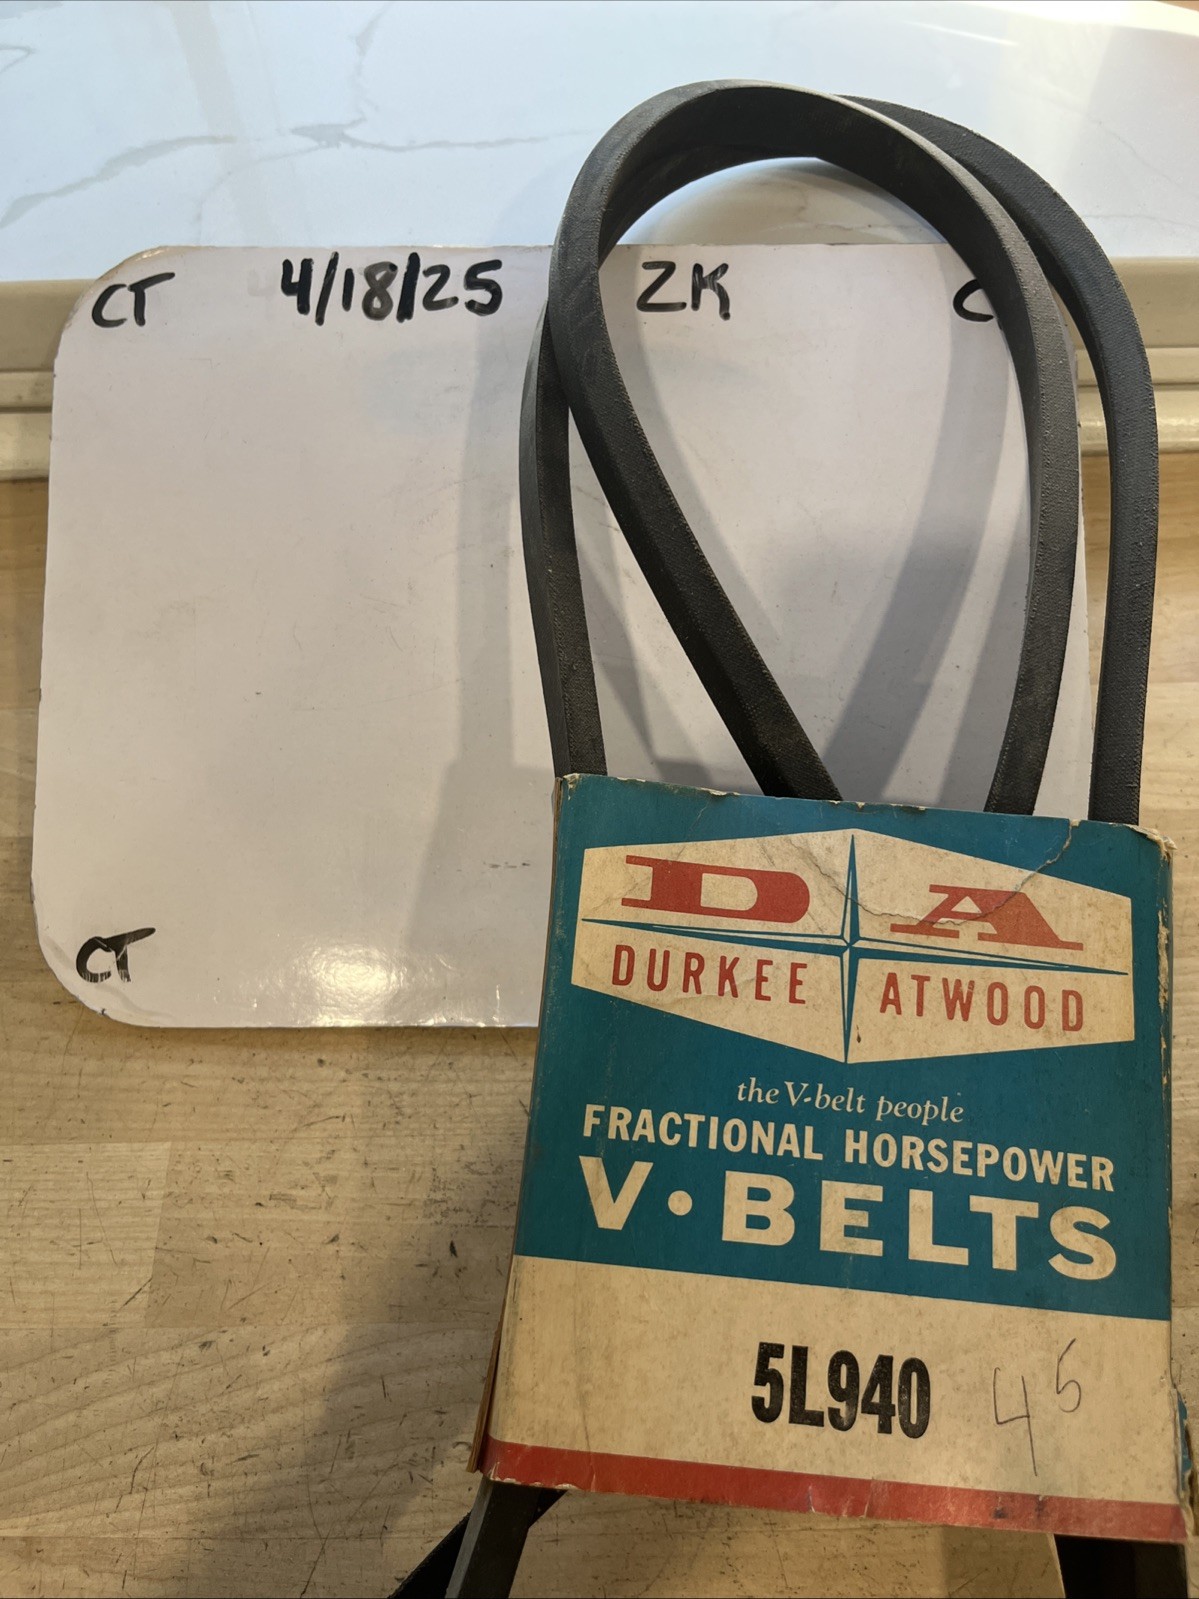 CT 4/18/25 ZK C
CT
D A
DURKEE ATWOOD
the V-belt people
FRACTIONAL HORSEPOWER
V·BELTS
5L940 45